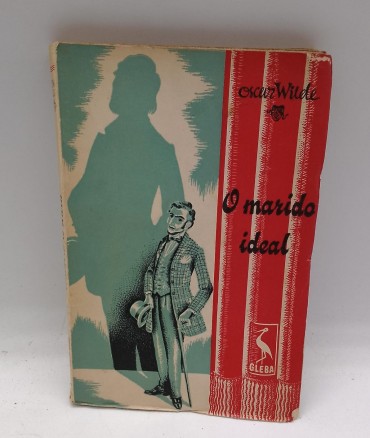 oscar Wilde
O marido
ideal
GLEBA